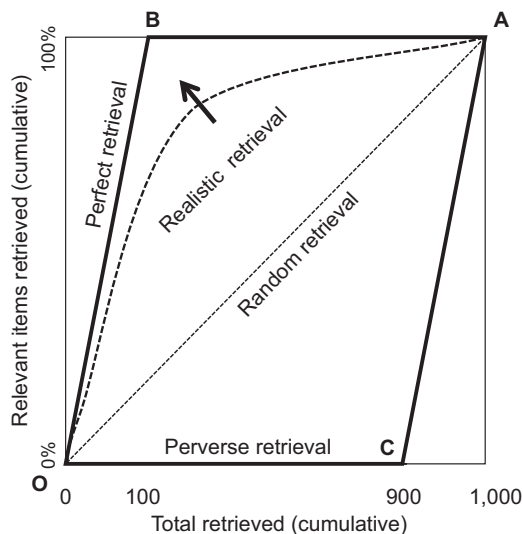 B
A
100%
Perfect retrieval
Realistic retrieval
Random retrieval
Relevant items retrieved (cumulative)
0%
Perverse retrieval
C
O
0
100
900
1,000
Total retrieved (cumulative)